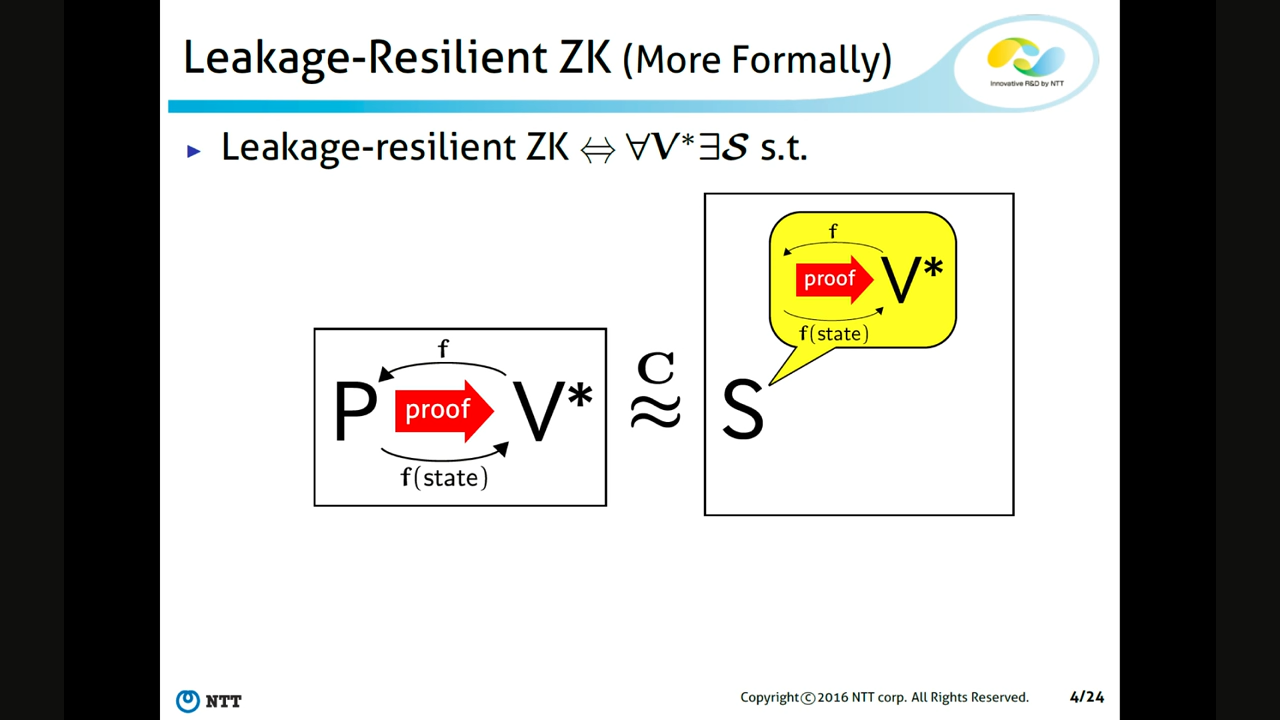 Leakage-Resilient ZK (More Formally)
Innovative R&D by NTT
▶ Leakage-resilient ZK ⇔ ∀V*∃S s.t.
f
proof
V*
f(state)
f
P
proof
V*
f(state)
C
≈
S
NTT
Copyright©2016 NTT corp. All Rights Reserved.
4/24